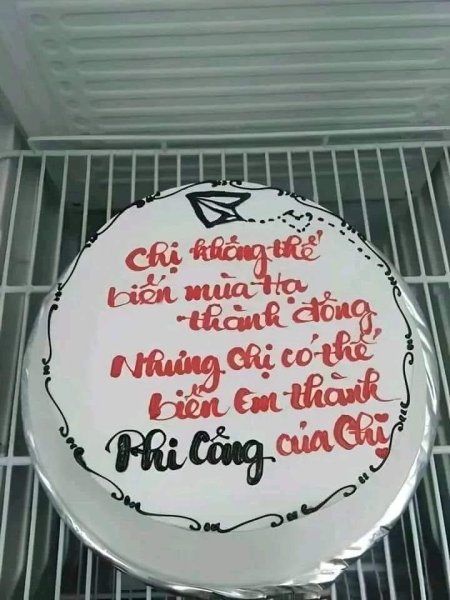 Chị không thể
biến mùa Hạ
thành đông
Nhưng Chị có thể
biến Em thành
Phi Công của Chị